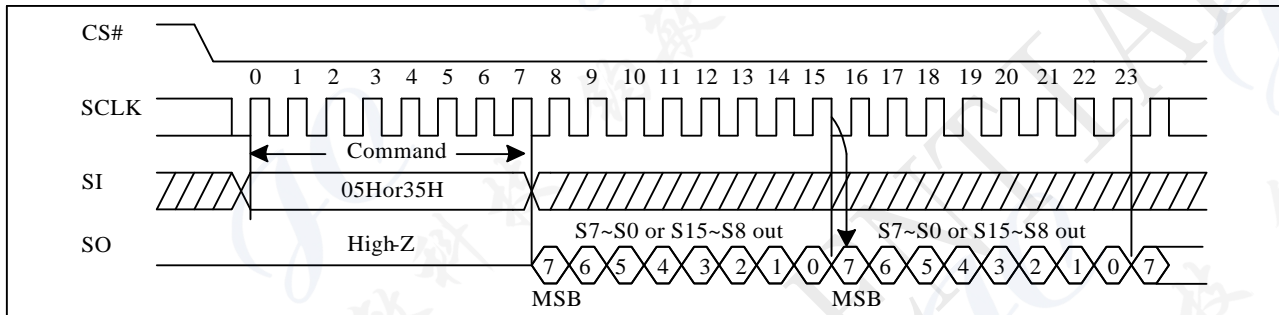 CS#
0 1 2 3 4 5 6 7 8 9 10 11 12 13 14 15 16 17 18 19 20 21 22 23
SCLK
Command
SI
05Hor35H
S7~S0 or S15~S8 out S7~S0 or S15~S8 out
SO
High-Z
7 6 5 4 3 2 1 0 7 6 5 4 3 2 1 0 7
MSB MSB